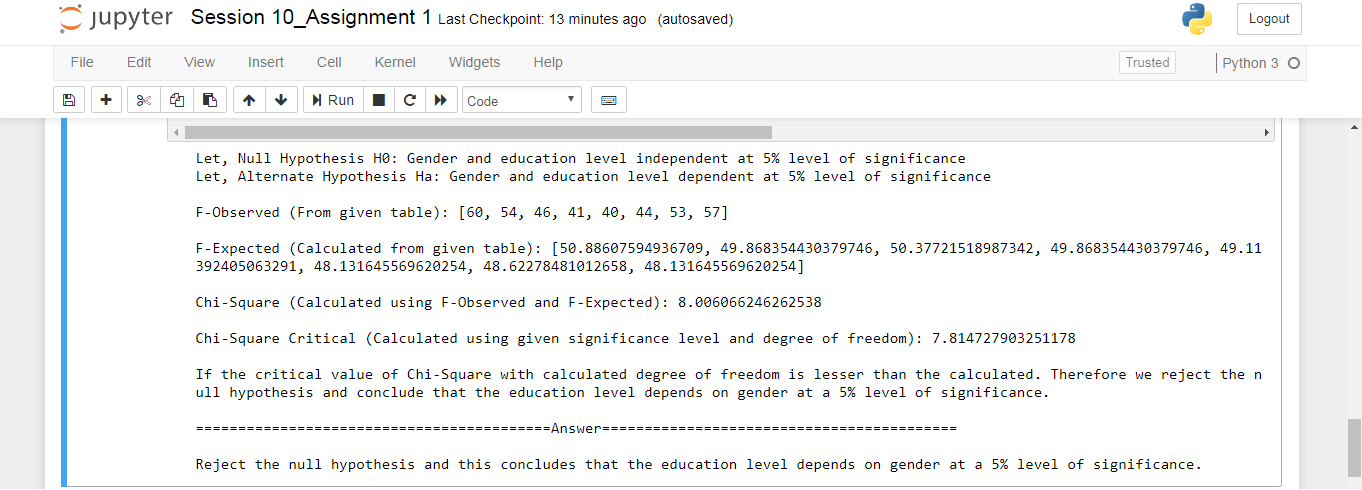 jupyter Session 10_Assignment 1 Last Checkpoint: 13 minutes ago (autosaved) Logout
File Edit View Insert Cell Kernel Widgets Help Trusted Python 3
Run Code
Let, Null Hypothesis H0: Gender and education level independent at 5% level of significance
Let, Alternate Hypothesis Ha: Gender and education level dependent at 5% level of significance
F-Observed (From given table): [60, 54, 46, 41, 40, 44, 53, 57]
F-Expected (Calculated from given table): [50.88607594936709, 49.868354430379746, 50.37721518987342, 49.868354430379746, 49.11
392405063291, 48.131645569620254, 48.62278481012658, 48.131645569620254]
Chi-Square (Calculated using F-Observed and F-Expected): 8.006066246262538
Chi-Square Critical (Calculated using given significance level and degree of freedom): 7.814727903251178
If the critical value of Chi-Square with calculated degree of freedom is lesser than the calculated. Therefore we reject the n
ull hypothesis and conclude that the education level depends on gender at a 5% level of significance.
==========================================Answer==========================================
Reject the null hypothesis and this concludes that the education level depends on gender at a 5% level of significance.